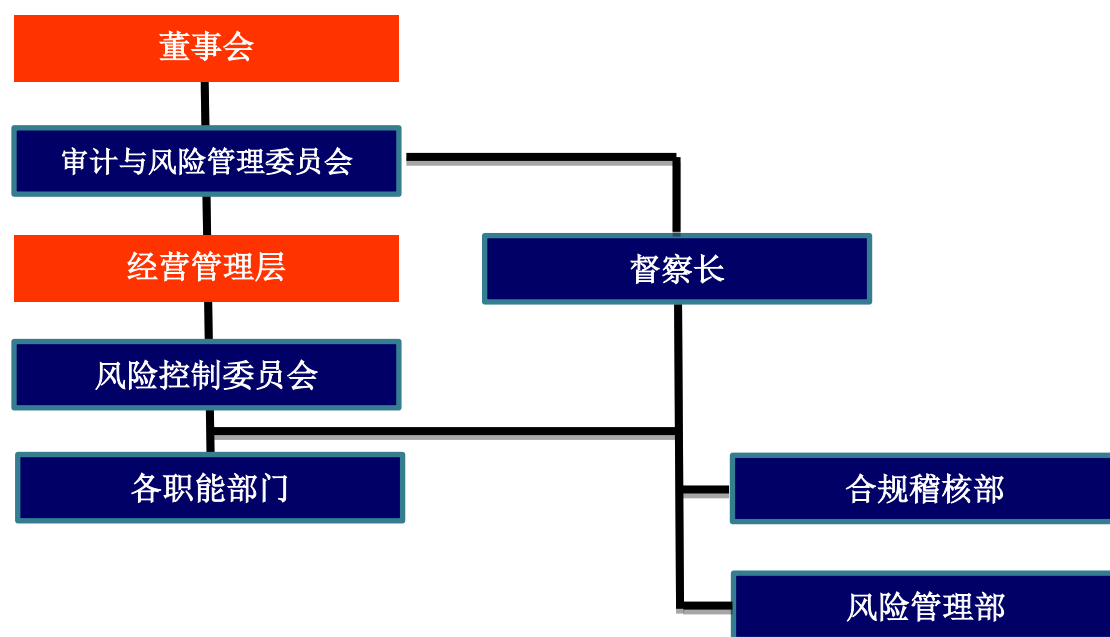 董事会
审计与风险管理委员会
经营管理层
督察长
风险控制委员会
各职能部门
合规稽核部
风险管理部